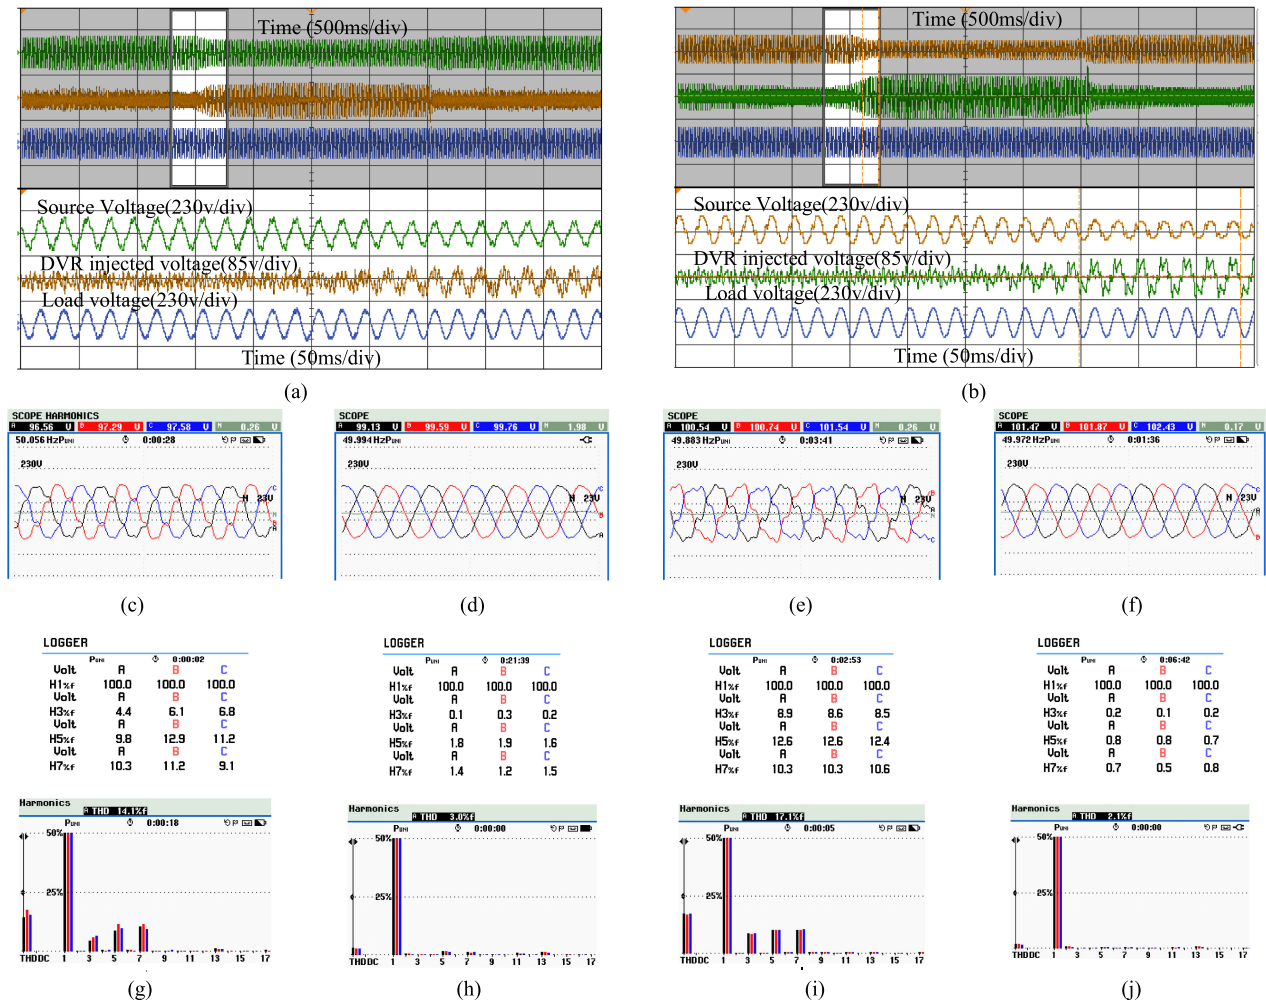 (a)
(b)
Time (500ms/div)
Time (500ms/div)
Source Voltage(230v/div)
DVR injected voltage(85v/div)
Load voltage(230v/div)
Time (50ms/div)
Source Voltage(230v/div)
DVR injected voltage(85v/div)
Load voltage(230v/div)
Time (50ms/div)
(a)
(b)
SCOPE HARMONICS
A 96.56 V B 97.29 V C 97.58 V N 0.26 V
50.056 Hz PUNI 0:00:28
230V
N 23V
C
N
B
A
(c)
SCOPE
A 99.13 V B 99.59 V C 99.76 V N 1.98 V
49.994 Hz PUNI
230V
N 23V
C
B
A
(d)
SCOPE
A 100.54 V B 100.74 V C 101.54 V N 0.26 V
49.883 Hz PUNI 0:03:41
230V
N 23V
B
A
N
C
(e)
SCOPE
A 101.47 V B 101.87 V C 102.43 V N 0.17 V
49.972 Hz PUNI 0:01:36
230V
N 23V
C
A
N
B
(f)
LOGGER
PUNI 0:00:02
Volt A B C
H1%f 100.0 100.0 100.0
Volt A B C
H3%f 4.4 6.1 6.8
Volt A B C
H5%f 9.8 12.9 11.2
Volt A B C
H7%f 10.3 11.2 9.1
LOGGER
PUNI 0:21:39
Volt A B C
H1%f 100.0 100.0 100.0
Volt A B C
H3%f 0.1 0.3 0.2
Volt A B C
H5%f 1.8 1.9 1.6
Volt A B C
H7%f 1.4 1.2 1.5
LOGGER
PUNI 0:02:53
Volt A B C
H1%f 100.0 100.0 100.0
Volt A B C
H3%f 8.9 8.6 8.5
Volt A B C
H5%f 12.6 12.6 12.4
Volt A B C
H7%f 10.3 10.3 10.6
LOGGER
PUNI 0:06:42
Volt A B C
H1%f 100.0 100.0 100.0
Volt A B C
H3%f 0.2 0.1 0.2
Volt A B C
H5%f 0.8 0.8 0.7
Volt A B C
H7%f 0.7 0.5 0.8
Harmonics
A THD 14.1%f
PUNI 0:00:18
50%
25%
THDDC 1 3 5 7 9 11 13 15 17
(g)
Harmonics
A THD 3.0%f
PUNI 0:00:00
50%
25%
THDDC 1 3 5 7 9 11 13 15 17
(h)
Harmonics
A THD 17.1%f
PUNI 0:00:05
50%
25%
THDDC 1 3 5 7 9 11 13 15 17
(i)
Harmonics
A THD 2.1%f
PUNI 0:00:00
50%
25%
THDDC 1 3 5 7 9 11 13 15 17
(j)